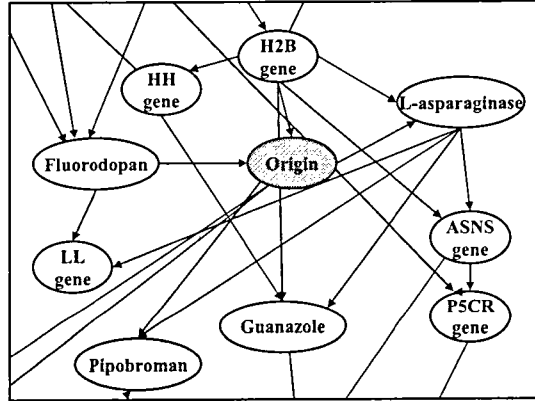 H2B
gene
HH
gene
L-asparaginase
Fluorodopan
Origin
ASNS
gene
LL
gene
P5CR
gene
Guanazole
Pipobroman